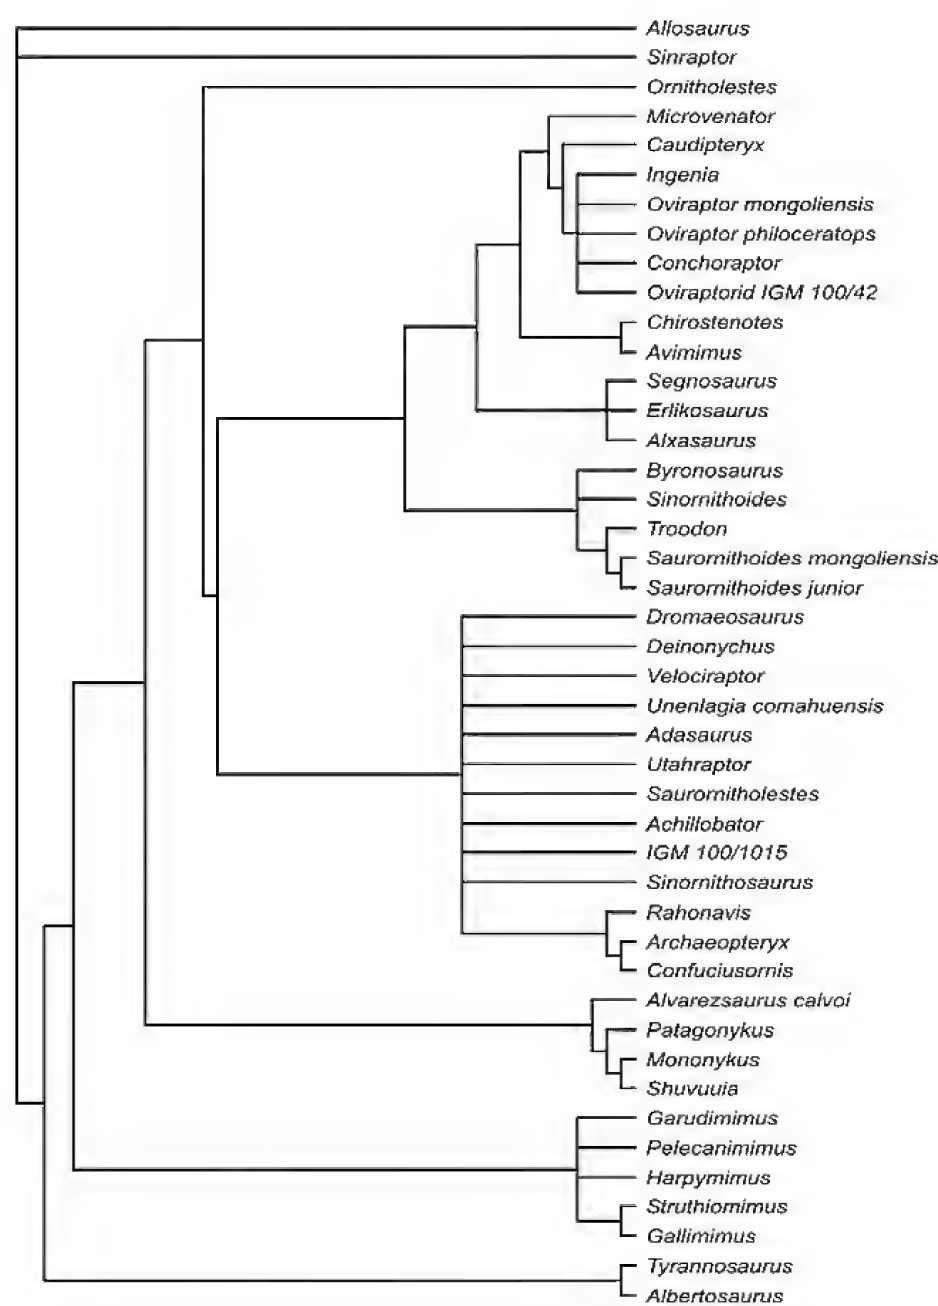 Allosaurus
Sinraptor
Ornitholestes
Microvenator
Caudipteryx
Ingenia
Oviraptor mongoliensis
Oviraptor philoceratops
Conchoraptor
Oviraptorid IGM 100/42
Chirostenotes
Avimimus
Segnosaurus
Erlikosaurus
Alxasaurus
Byronosaurus
Sinornithoides
Troodon
Saurornithoides mongoliensis
Saurornithoides junior
Dromaeosaurus
Deinonychus
Velociraptor
Unenlagia comahuensis
Adasaurus
Utahraptor
Saurornitholestes
Achillobator
IGM 100/1015
Sinornithosaurus
Rahonavis
Archaeopteryx
Confuciusornis
Alvarezsaurus calvoi
Patagonykus
Mononykus
Shuvuuia
Garudimimus
Pelecanimimus
Harpymimus
Struthiomimus
Gallimimus
Tyrannosaurus
Albertosaurus